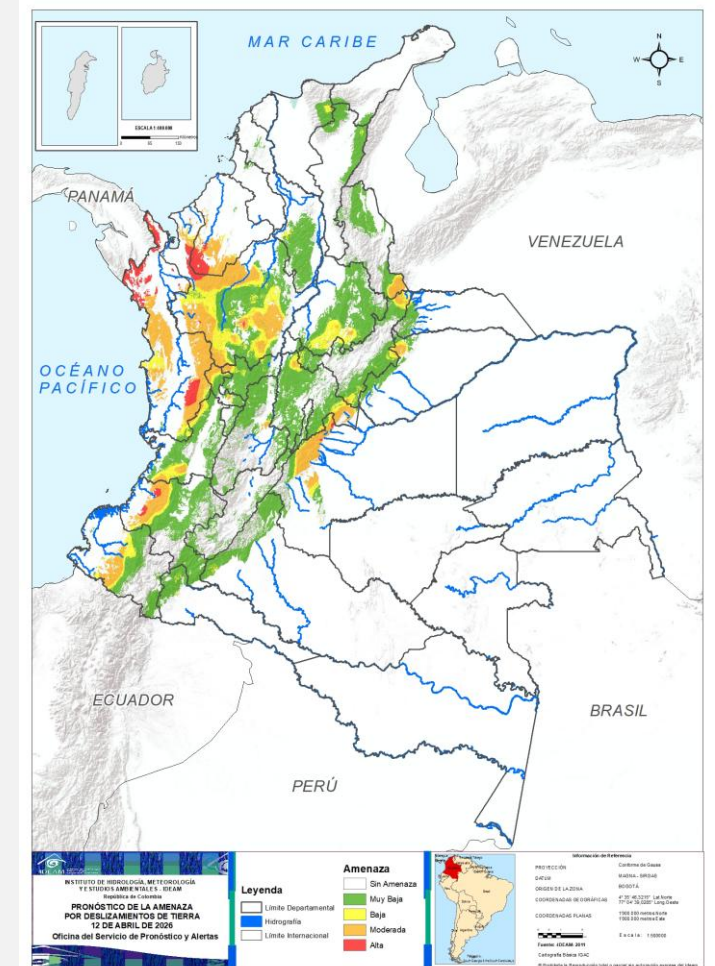 MAR CARIBE
N
W
E
S
PANAMÁ
VENEZUELA
OCÉANO
PACÍFICO
ECUADOR
BRASIL
PERÚ
IDEAM
INSTITUTO DE HIDROLOGÍA, METEOROLOGÍA
Y ESTUDIOS AMBIENTALES - IDEAM
República de Colombia
PRONÓSTICO DE LA AMENAZA
POR DESLIZAMIENTOS DE TIERRA
12 DE ABRIL DE 2026
Oficina del Servicio de Pronóstico y Alertas
Leyenda
Límite Departamental
Hidrografía
Límite Internacional
Amenaza
Sin Amenaza
Muy Baja
Baja
Moderada
Alta
Información de Referencia
PROYECCIÓN
Conforme de Gauss
DATUM
MAGNA - SIRGAS
ORIGEN DE LA ZONA
BOGOTÁ
COORDENADAS GEOGRÁFICAS
COORDENADAS PLANAS
Fuente: IDEAM
Cartografía Básica: IGAC